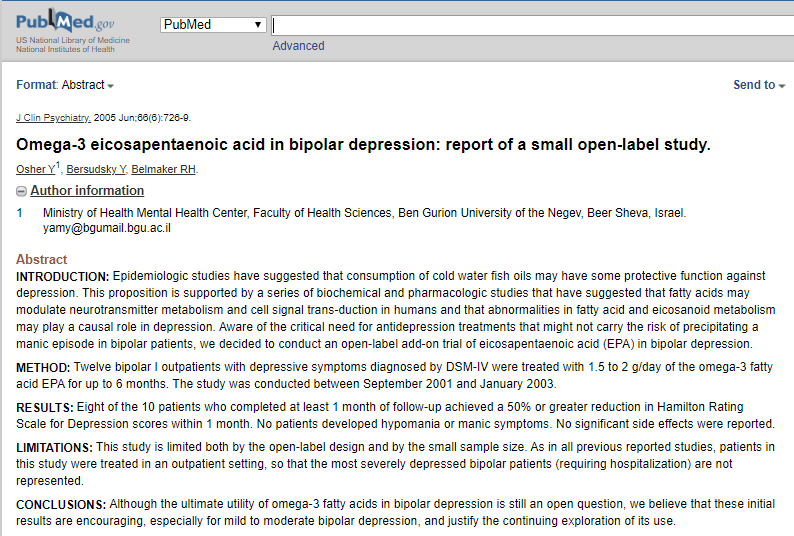 PubMed.gov
US National Library of Medicine
National Institutes of Health
PubMed
Advanced
Format: Abstract
Send to
J Clin Psychiatry. 2005 Jun;66(6):726-9.
Omega-3 eicosapentaenoic acid in bipolar depression: report of a small open-label study.
Osher Y1, Bersudsky Y, Belmaker RH.
Author information
1 Ministry of Health Mental Health Center, Faculty of Health Sciences, Ben Gurion University of the Negev, Beer Sheva, Israel.
yamy@bgumail.bgu.ac.il
Abstract
INTRODUCTION: Epidemiologic studies have suggested that consumption of cold water fish oils may have some protective function against
depression. This proposition is supported by a series of biochemical and pharmacologic studies that have suggested that fatty acids may
modulate neurotransmitter metabolism and cell signal trans-duction in humans and that abnormalities in fatty acid and eicosanoid metabolism
may play a causal role in depression. Aware of the critical need for antidepression treatments that might not carry the risk of precipitating a
manic episode in bipolar patients, we decided to conduct an open-label add-on trial of eicosapentaenoic acid (EPA) in bipolar depression.
METHOD: Twelve bipolar I outpatients with depressive symptoms diagnosed by DSM-IV were treated with 1.5 to 2 g/day of the omega-3 fatty
acid EPA for up to 6 months. The study was conducted between September 2001 and January 2003.
RESULTS: Eight of the 10 patients who completed at least 1 month of follow-up achieved a 50% or greater reduction in Hamilton Rating
Scale for Depression scores within 1 month. No patients developed hypomania or manic symptoms. No significant side effects were reported.
LIMITATIONS: This study is limited both by the open-label design and by the small sample size. As in all previous reported studies, patients in
this study were treated in an outpatient setting, so that the most severely depressed bipolar patients (requiring hospitalization) are not
represented.
CONCLUSIONS: Although the ultimate utility of omega-3 fatty acids in bipolar depression is still an open question, we believe that these initial
results are encouraging, especially for mild to moderate bipolar depression, and justify the continuing exploration of its use.